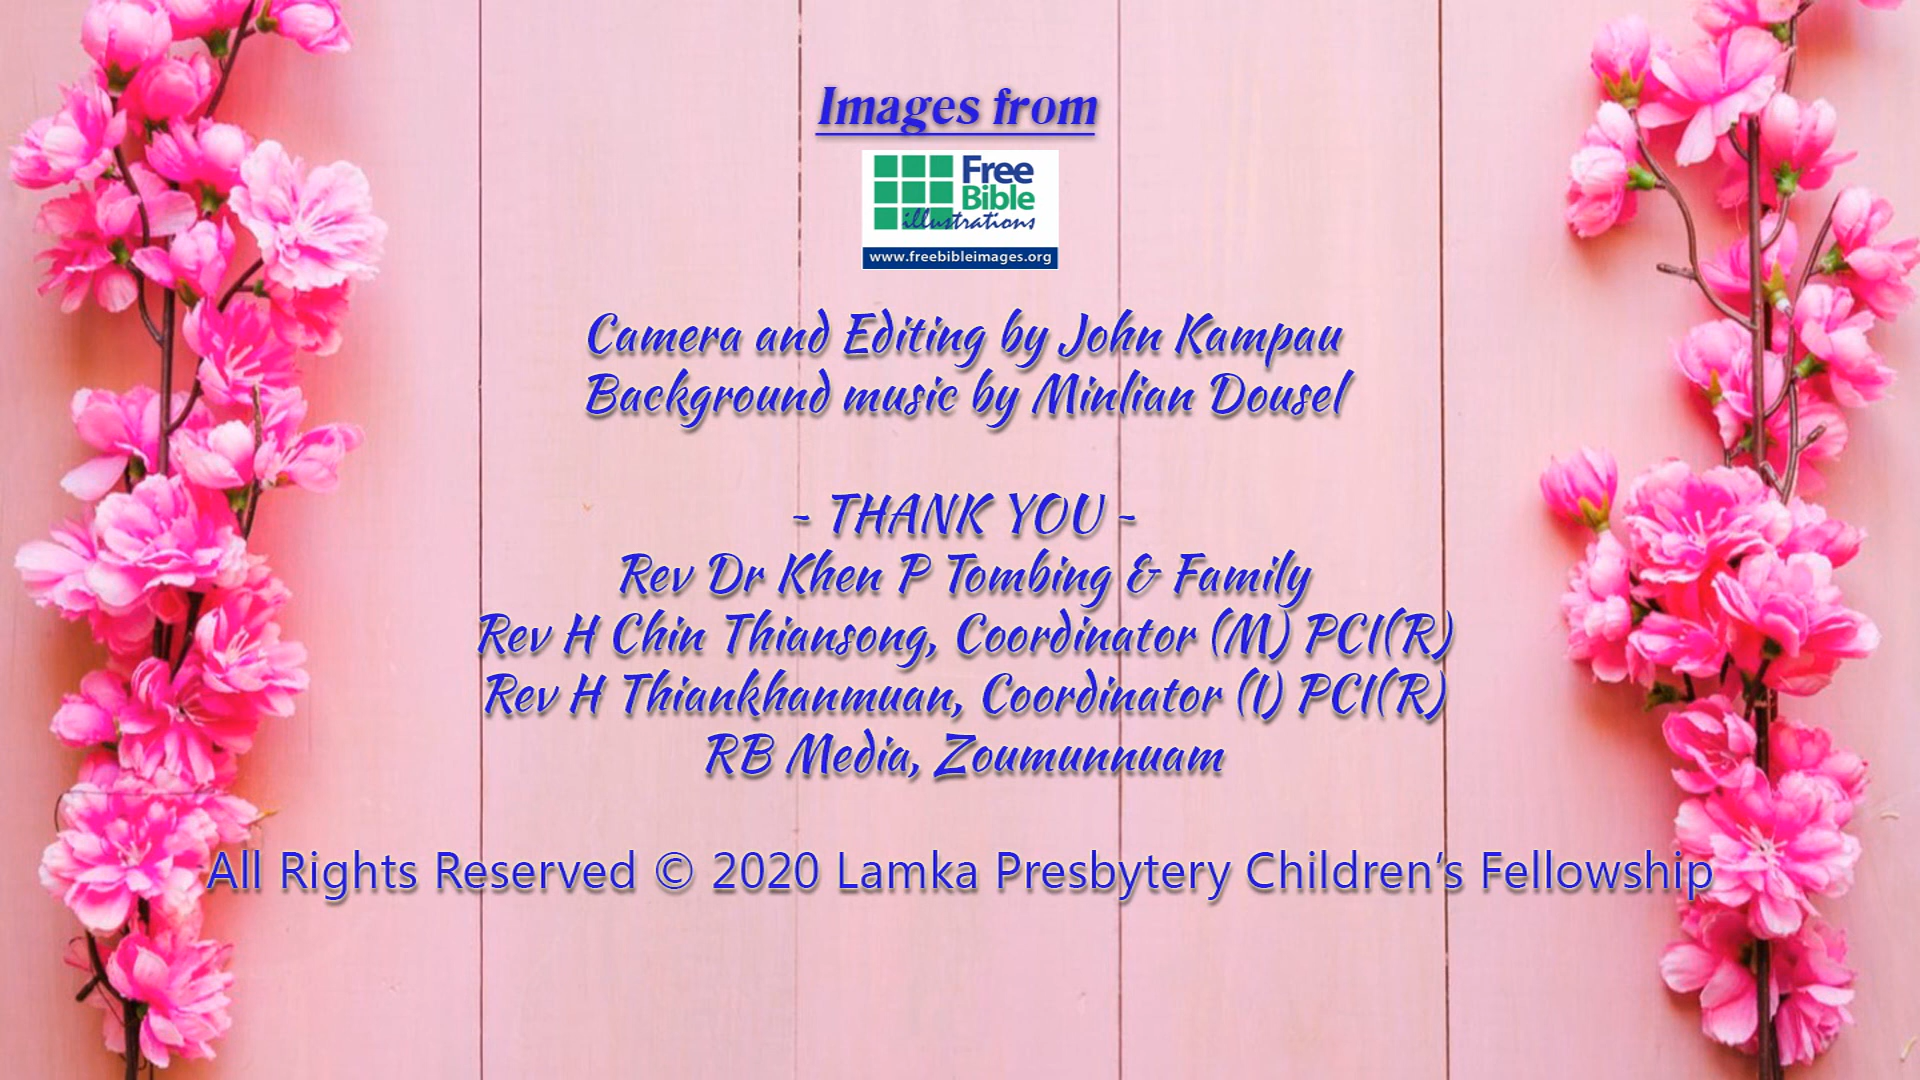 Images from
Free
Bible
illustrations
www.freebibleimages.org
Camera and Editing by John Kampau
Background music by Minlian Dousel
~ THANK YOU ~
Rev Dr Khen P Tombing & Family
Rev H Chin Thiansong, Coordinator (M) PCI(R)
Rev H Thiankhanmuan, Coordinator (I) PCI(R)
RB Media, Zoumunnuam
All Rights Reserved © 2020 Lamka Presbytery Children’s Fellowship